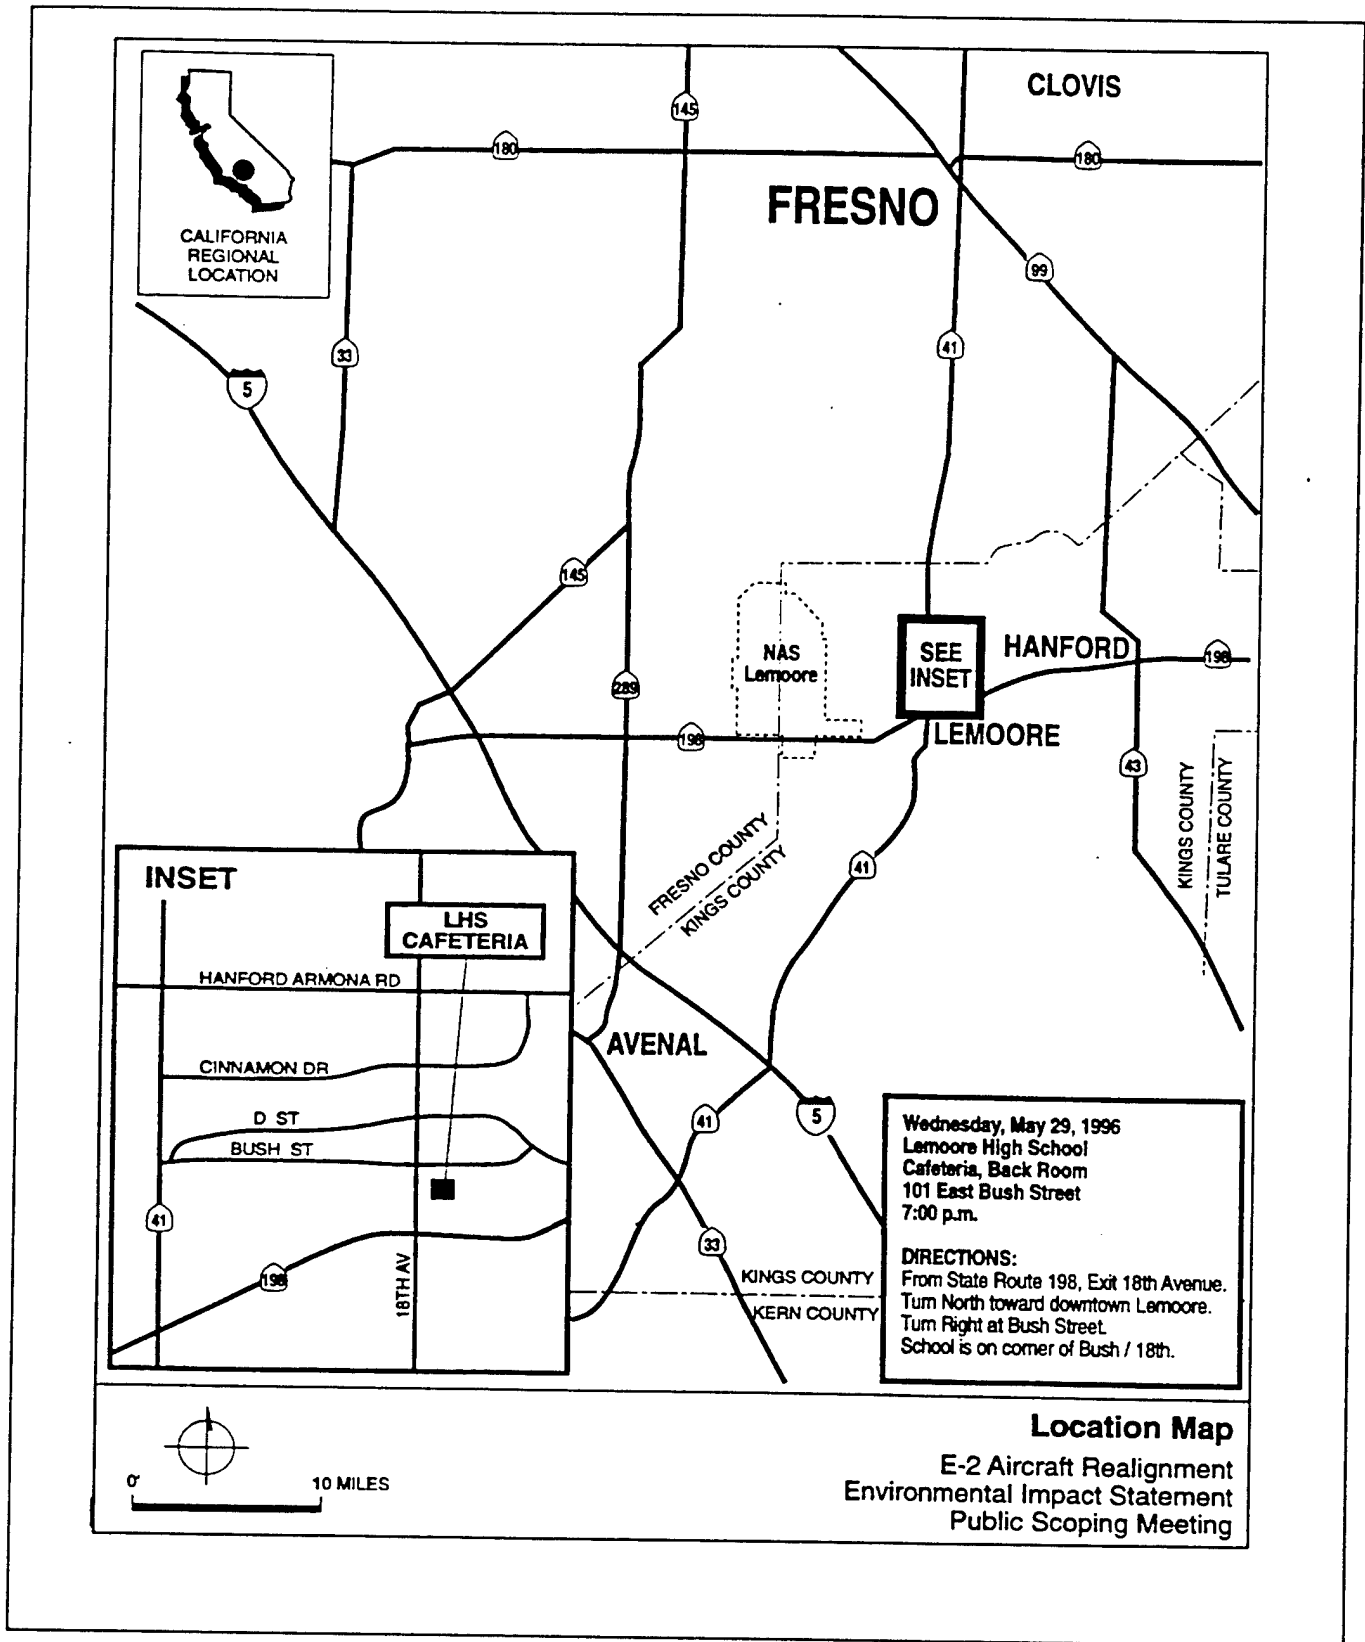 CLOVIS
145
180
180
FRESNO
CALIFORNIA
REGIONAL
LOCATION
99
33
41
5
145
NAS
Lemoore
SEE
INSET
HANFORD
198
289
198
LEMOORE
43
KINGS COUNTY
TULARE COUNTY
FRESNO COUNTY
KINGS COUNTY
41
INSET
LHS
CAFETERIA
HANFORD ARMONA RD
CINNAMON DR
D ST
BUSH ST
41
198
18TH AV
AVENAL
41
5
33
KINGS COUNTY
KERN COUNTY
Wednesday, May 29, 1996
Lemoore High School
Cafeteria, Back Room
101 East Bush Street
7:00 p.m.
DIRECTIONS:
From State Route 198, Exit 18th Avenue.
Turn North toward downtown Lemoore.
Turn Right at Bush Street.
School is on corner of Bush / 18th.
0
10 MILES
Location Map
E-2 Aircraft Realignment
Environmental Impact Statement
Public Scoping Meeting